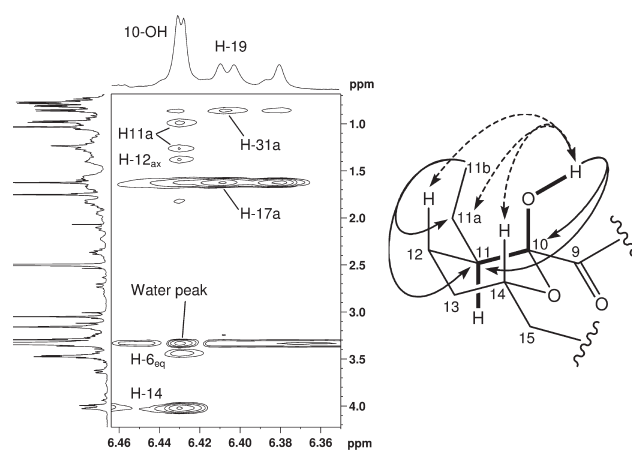 10-OH
H-19
ppm
H11a
H-12ax
H-31a
H-17a
Water peak
H-6eq
H-14
1.0
1.5
2.0
2.5
3.0
3.5
4.0
6.46 6.44 6.42 6.40 6.38 6.36 ppm
H
11b
H
O
11a
H
12
11
10
9
13
14
O
O
H
15